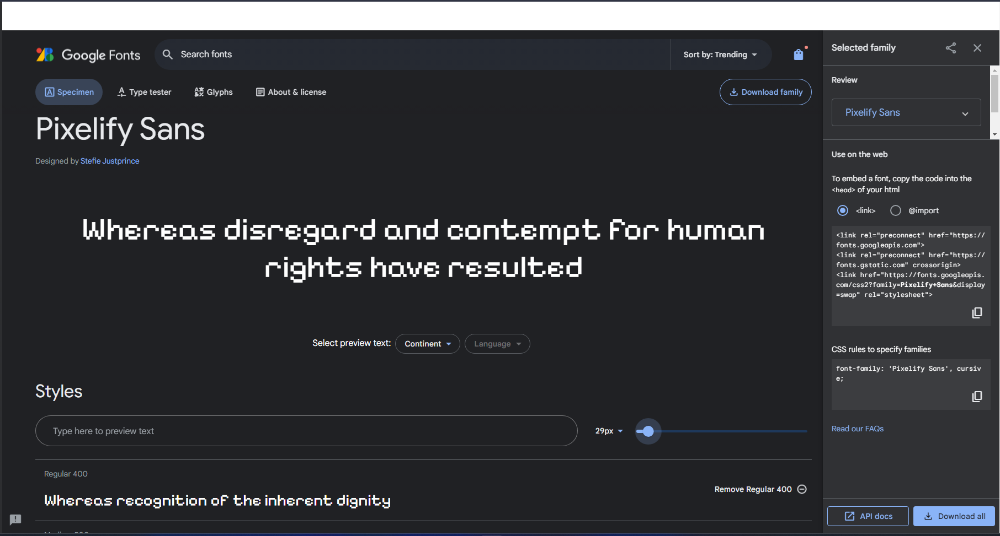 Google Fonts
Search fonts
Sort by: Trending
Specimen
Type tester
Glyphs
About & license
Download family
Pixelify Sans
Designed by Stefie Justprince
Whereas disregard and contempt for human
rights have resulted
Select preview text:
Continent
Language
Styles
Type here to preview text
29px
Regular 400
Whereas recognition of the inherent dignity
Remove Regular 400
Selected family
Review
Pixelify Sans
Use on the web
To embed a font, copy the code into the
<head> of your html
<link>
@import
<link rel="preconnect" href="https://
fonts.googleapis.com">
<link rel="preconnect" href="https://
fonts.gstatic.com" crossorigin>
<link href="https://fonts.googleapis.
com/css2?family=Pixelify+Sans&display
=swap" rel="stylesheet">
CSS rules to specify families
font-family: 'Pixelify Sans', cursiv
e;
Read our FAQs
API docs
Download all